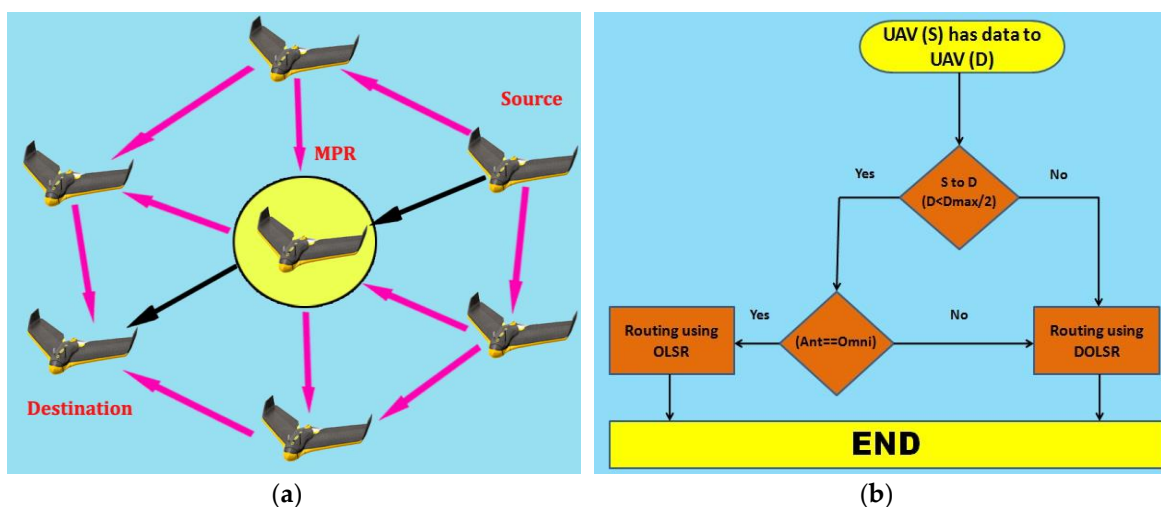 Source
MPR
Destination
(a)
UAV (S) has data to
UAV (D)
Yes
S to D
(D<Dmax/2)
No
Routing using
OLSR
Yes
(Ant==Omni)
No
Routing using
DOLSR
END
(b)